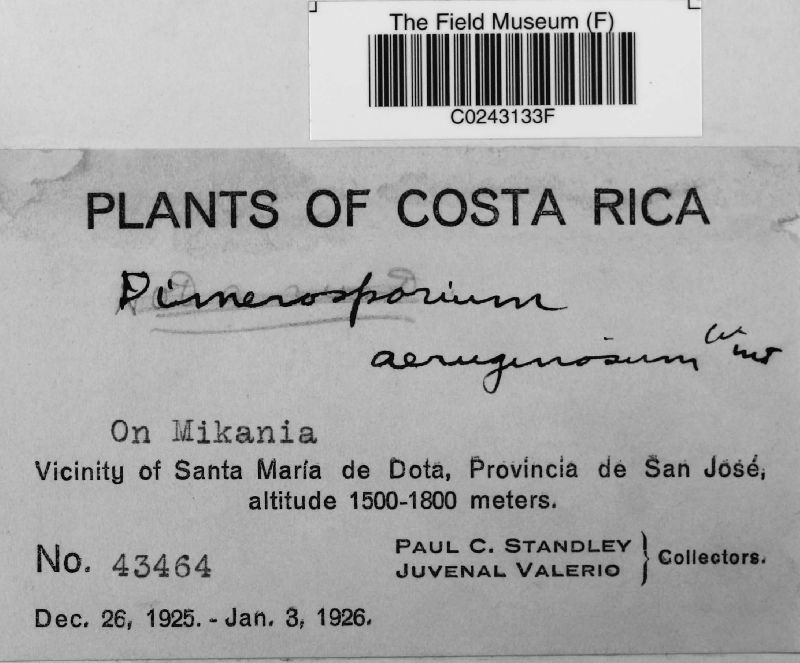 The Field Museum (F)
C0243133F
PLANTS OF COSTA RICA
Dimerosporium
aeruginosum Wint
On Mikania
Vicinity of Santa María de Dota, Provincia de San José,
altitude 1500-1800 meters.
No. 43464
PAUL C. STANDLEY
JUVENAL VALERIO } Collectors.
Dec. 26, 1925. - Jan. 3, 1926.